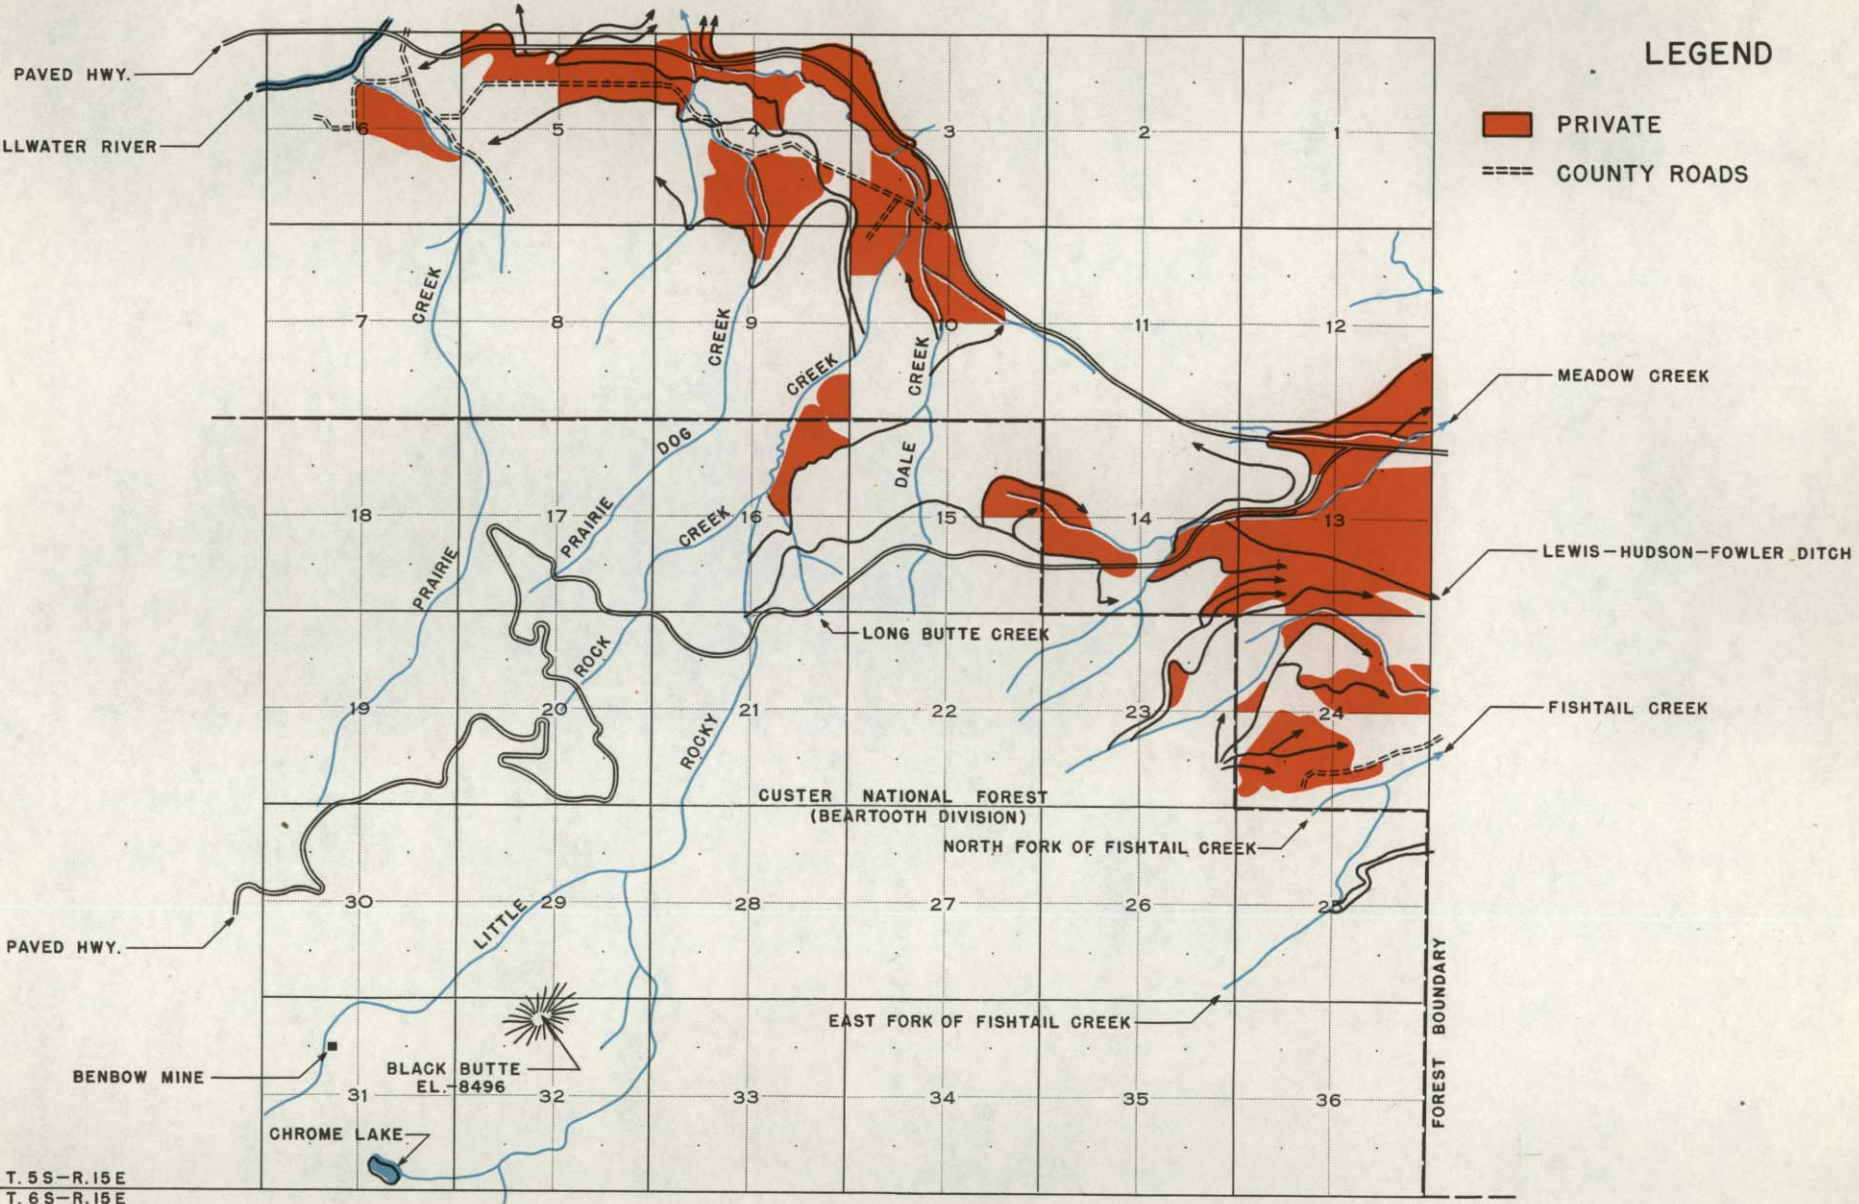 LEGEND
PRIVATE
COUNTY ROADS
PAVED HWY.
LLWATER RIVER
6 5 4 3 2 1
CREEK
CREEK
CREEK
CREEK
7 8 9 10 11 12
MEADOW CREEK
DOG
DALE
PRAIRIE
CREEK
18 17 16 15 14 13
PRAIRIE
LEWIS-HUDSON-FOWLER DITCH
LONG BUTTE CREEK
ROCK
19 20 21 22 23 24
FISHTAIL CREEK
ROCKY
CUSTER NATIONAL FOREST
(BEARTOOTH DIVISION)
NORTH FORK OF FISHTAIL CREEK
30 29 28 27 26 25
LITTLE
PAVED HWY.
FOREST BOUNDARY
EAST FORK OF FISHTAIL CREEK
BENBOW MINE
BLACK BUTTE
EL.-8496
31 32 33 34 35 36
CHROME LAKE
T. 5S-R.15E
T. 6S-R.15E